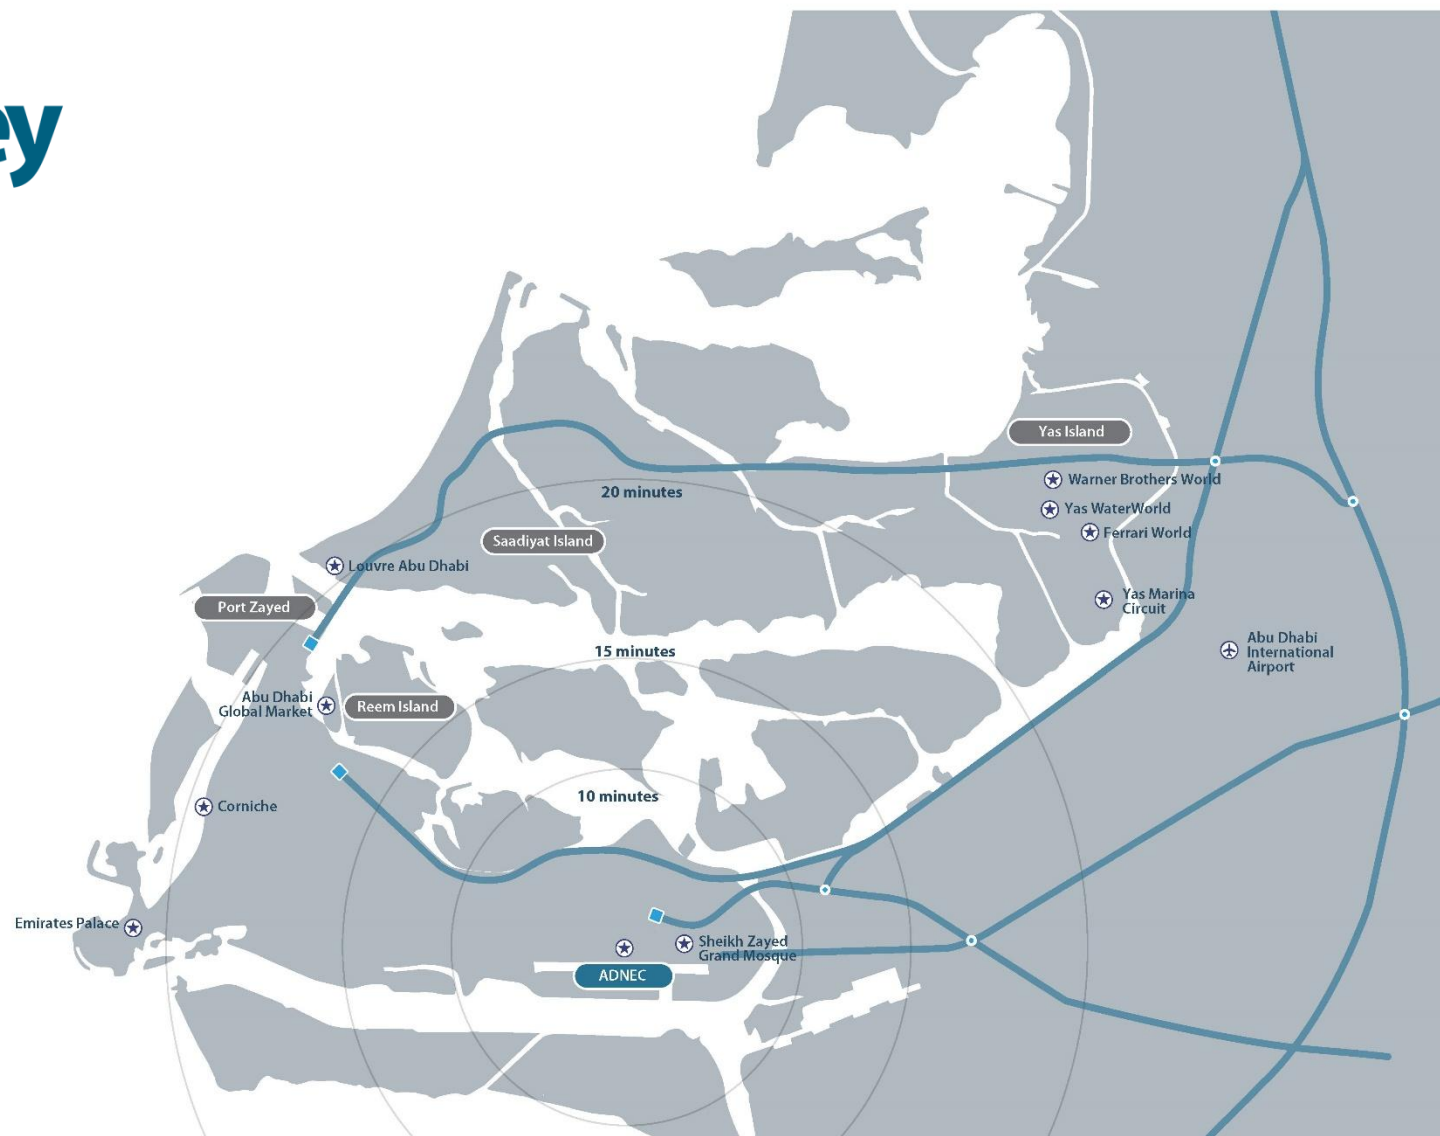 ey
Yas Island
Warner Brothers World
20 minutes
Yas WaterWorld
Ferrari World
Saadiyat Island
Louvre Abu Dhabi
Yas Marina
Circuit
Port Zayed
Abu Dhabi
International
Airport
15 minutes
Abu Dhabi
Global Market
Reem Island
10 minutes
Corniche
Emirates Palace
Sheikh Zayed
Grand Mosque
ADNEC